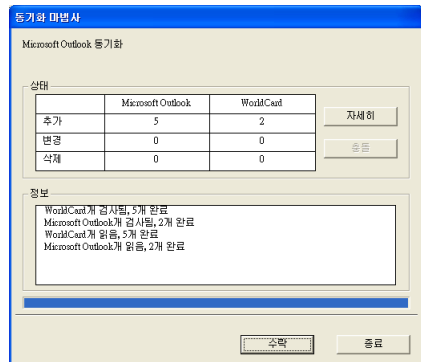 동기화 마법사
Microsoft Outlook 동기화
상태
Microsoft Outlook WorldCard
추가 5 2
변경 0 0
삭제 0 0
자세히
충돌
정보
WorldCard개 검사됨, 5개 완료
Microsoft Outlook개 검사됨, 2개 완료
WorldCard개 읽음, 5개 완료
Microsoft Outlook개 읽음, 2개 완료
수락 종료